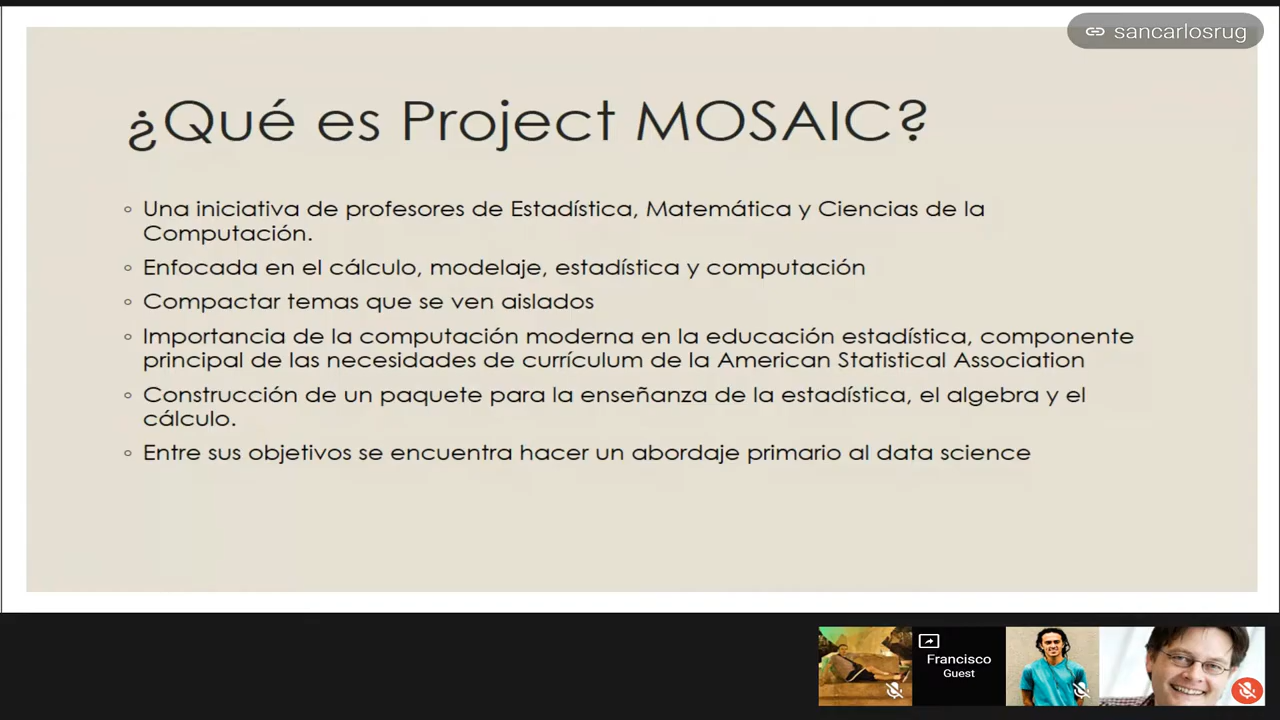 sancarlosrug
¿Qué es Project MOSAIC?
◦ Una iniciativa de profesores de Estadística, Matemática y Ciencias de la
Computación.
◦ Enfocada en el cálculo, modelaje, estadística y computación
◦ Compactar temas que se ven aislados
◦ Importancia de la computación moderna en la educación estadística, componente
principal de las necesidades de currículum de la American Statistical Association
◦ Construcción de un paquete para la enseñanza de la estadística, el algebra y el
cálculo.
◦ Entre sus objetivos se encuentra hacer un abordaje primario al data science
Francisco
Guest